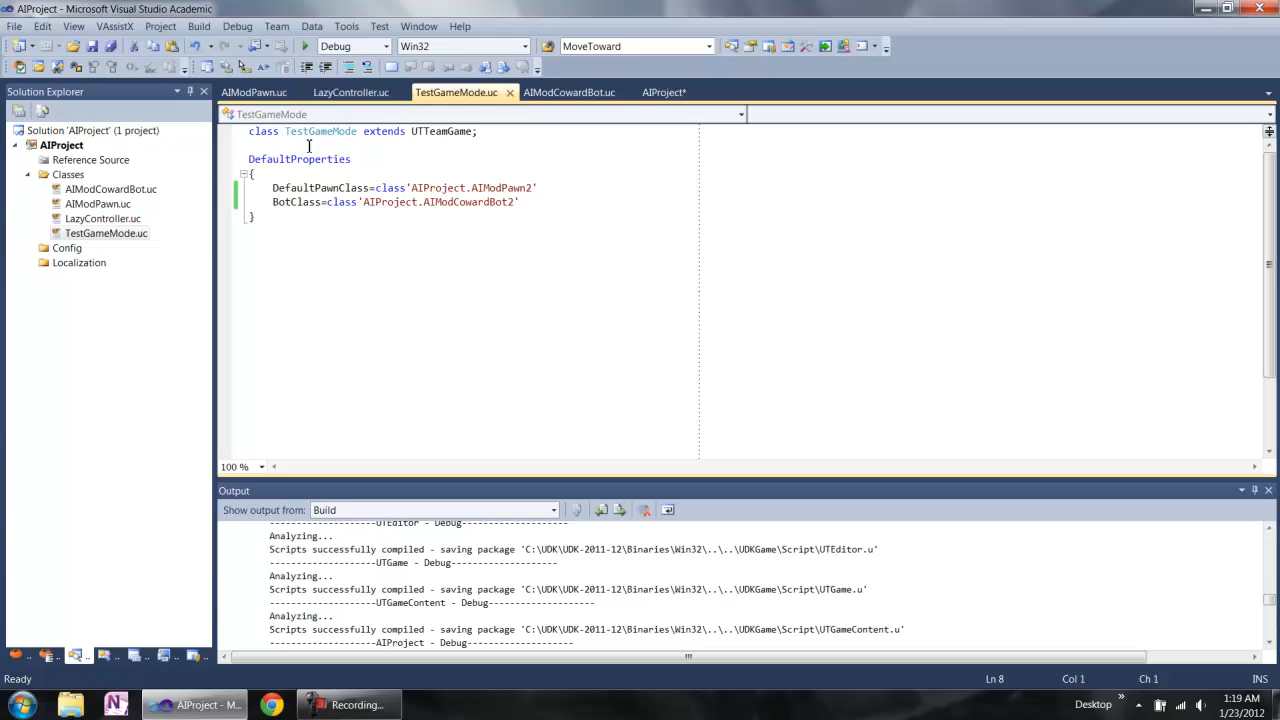 AIProject - Microsoft Visual Studio Academic
File Edit View VAssistX Project Build Debug Team Data Tools Test Window Help
Debug Win32 MoveToward
Solution Explorer
AIModPawn.uc LazyController.uc TestGameMode.uc AIModCowardBot.uc AIProject*
TestGameMode
Solution 'AIProject' (1 project)
AIProject
Reference Source
Classes
AIModCowardBot.uc
AIModPawn.uc
LazyController.uc
TestGameMode.uc
Config
Localization
class TestGameMode extends UTTeamGame;
DefaultProperties
{
DefaultPawnClass=class'AIProject.AIModPawn2'
BotClass=class'AIProject.AIModCowardBot2'
}
100 %
Output
Show output from: Build
--------------------UTEditor - Debug--------------------
Analyzing...
Scripts successfully compiled - saving package 'C:\UDK\UDK-2011-12\Binaries\Win32\..\..\UDKGame\Script\UTEditor.u'
--------------------UTGame - Debug--------------------
Analyzing...
Scripts successfully compiled - saving package 'C:\UDK\UDK-2011-12\Binaries\Win32\..\..\UDKGame\Script\UTGame.u'
--------------------UTGameContent - Debug--------------------
Analyzing...
Scripts successfully compiled - saving package 'C:\UDK\UDK-2011-12\Binaries\Win32\..\..\UDKGame\Script\UTGameContent.u'
--------------------AIProject - Debug--------------------
Ready Ln 8 Col 1 Ch 1 INS
AIProject - M... Recording... Desktop » 1:19 AM
1/23/2012